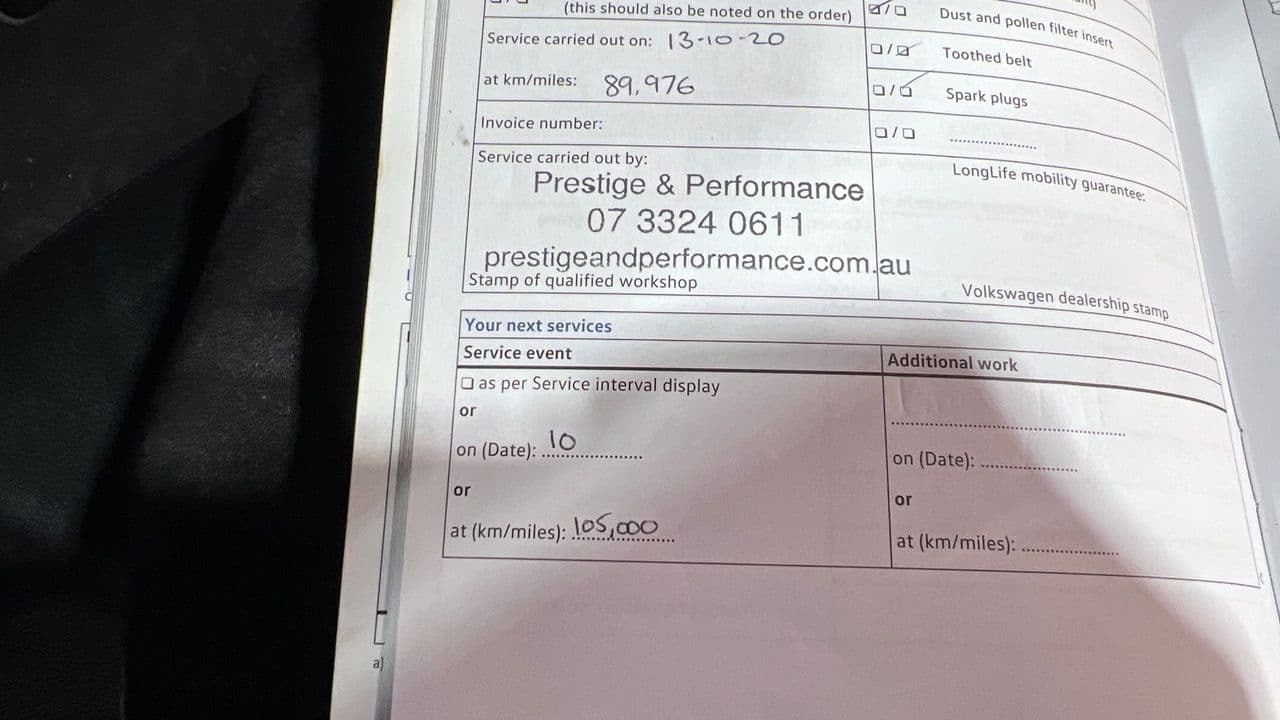 (this should also be noted on the order)
Dust and pollen filter insert
Service carried out on: 13-10-20
Toothed belt
at km/miles: 89,976
Spark plugs
Invoice number:
Service carried out by:
LongLife mobility guarantee:
Prestige & Performance
07 3324 0611
prestigeandperformance.com.au
Stamp of qualified workshop
Volkswagen dealership stamp
Your next services
Service event
Additional work
as per Service interval display
or
on (Date): 10
on (Date):
or
or
at (km/miles): 105,000
at (km/miles):
a)